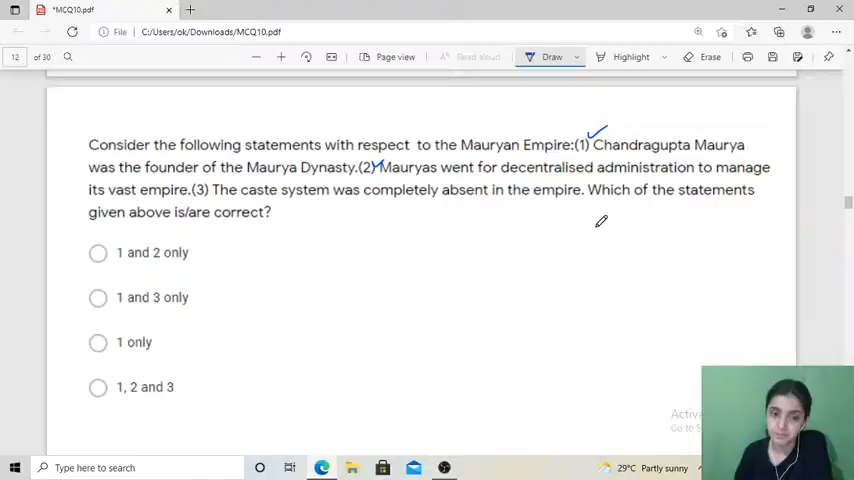 *MCQ10.pdf
File
C:/Users/ok/Downloads/MCQ10.pdf
12 of 30
Page view
Read aloud
Draw
Highlight
Erase
Consider the following statements with respect to the Mauryan Empire:(1) Chandragupta Maurya
was the founder of the Maurya Dynasty.(2) Mauryas went for decentralised administration to manage
its vast empire.(3) The caste system was completely absent in the empire. Which of the statements
given above is/are correct?
1 and 2 only
1 and 3 only
1 only
1, 2 and 3
Activa
Go to S
Type here to search
29°C Partly sunny